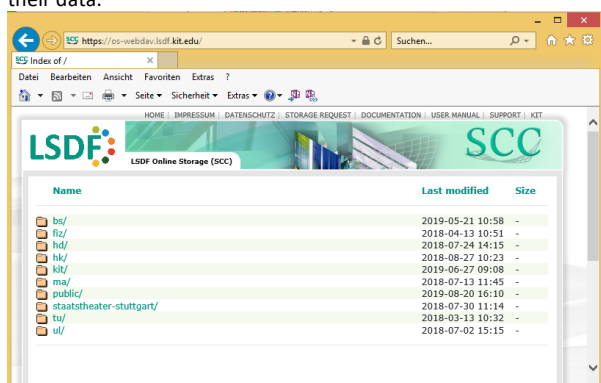 their data.
https://os-webdav.lsdf.kit.edu/
Suchen...
SCC Index of /
Datei Bearbeiten Ansicht Favoriten Extras ?
Seite Sicherheit Extras
HOME | IMPRESSUM | DATENSCHUTZ | STORAGE REQUEST | DOCUMENTATION | USER MANUAL | SUPPORT | KIT
LSDF
SCC
LSDF Online Storage (SCC)
Name Last modified Size
bs/ 2019-05-21 10:58 -
fiz/ 2018-04-13 10:51 -
hd/ 2018-07-24 14:15 -
hk/ 2018-08-27 10:23 -
kit/ 2019-06-27 09:08 -
ma/ 2018-07-13 11:45 -
public/ 2019-08-20 16:10 -
staatstheater-stuttgart/ 2018-07-30 11:14 -
tu/ 2018-03-13 10:32 -
ul/ 2018-07-02 15:15 -